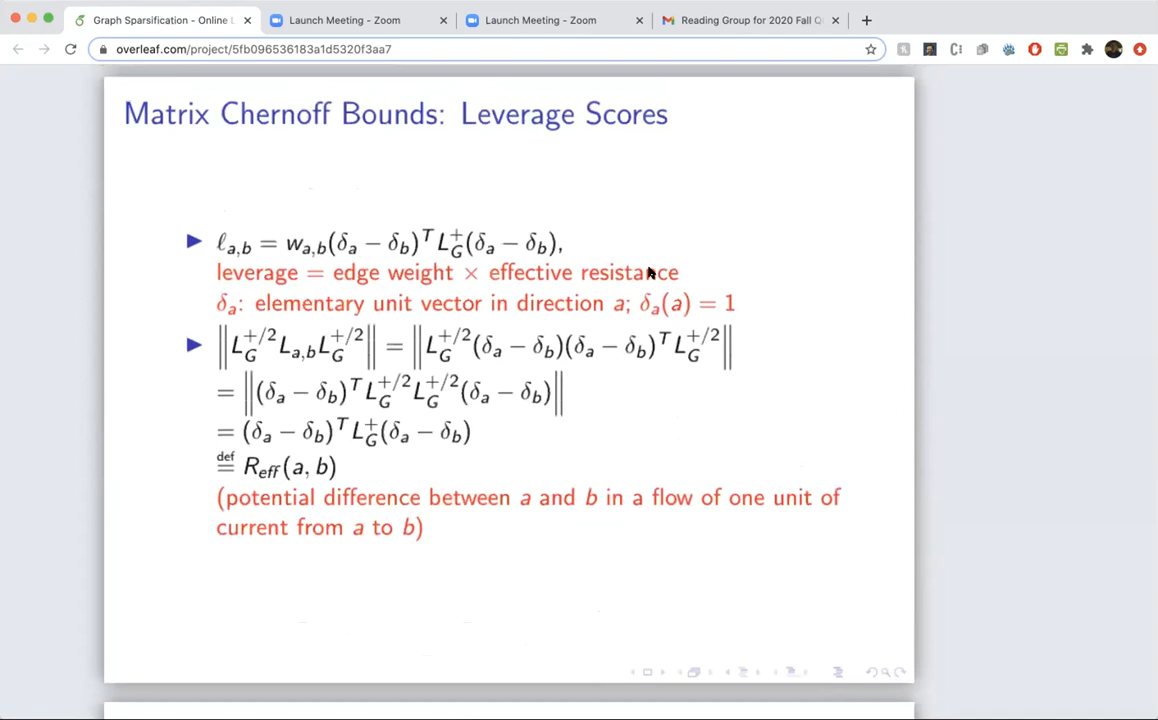 Graph Sparsification - Online L
Launch Meeting - Zoom
Launch Meeting - Zoom
Reading Group for 2020 Fall Q
overleaf.com/project/5fb096536183a1d5320f3aa7
Matrix Chernoff Bounds: Leverage Scores
▶ ℓ_{a,b} = w_{a,b}(δ_a − δ_b)^T L_G^+(δ_a − δ_b),
leverage = edge weight × effective resistance
δ_a: elementary unit vector in direction a; δ_a(a) = 1
▶ ‖L_G^{+/2} L_{a,b} L_G^{+/2}‖ = ‖L_G^{+/2}(δ_a − δ_b)(δ_a − δ_b)^T L_G^{+/2}‖
= ‖(δ_a − δ_b)^T L_G^{+/2} L_G^{+/2}(δ_a − δ_b)‖
= (δ_a − δ_b)^T L_G^+(δ_a − δ_b)
def
= R_{eff}(a, b)
(potential difference between a and b in a flow of one unit of
current from a to b)